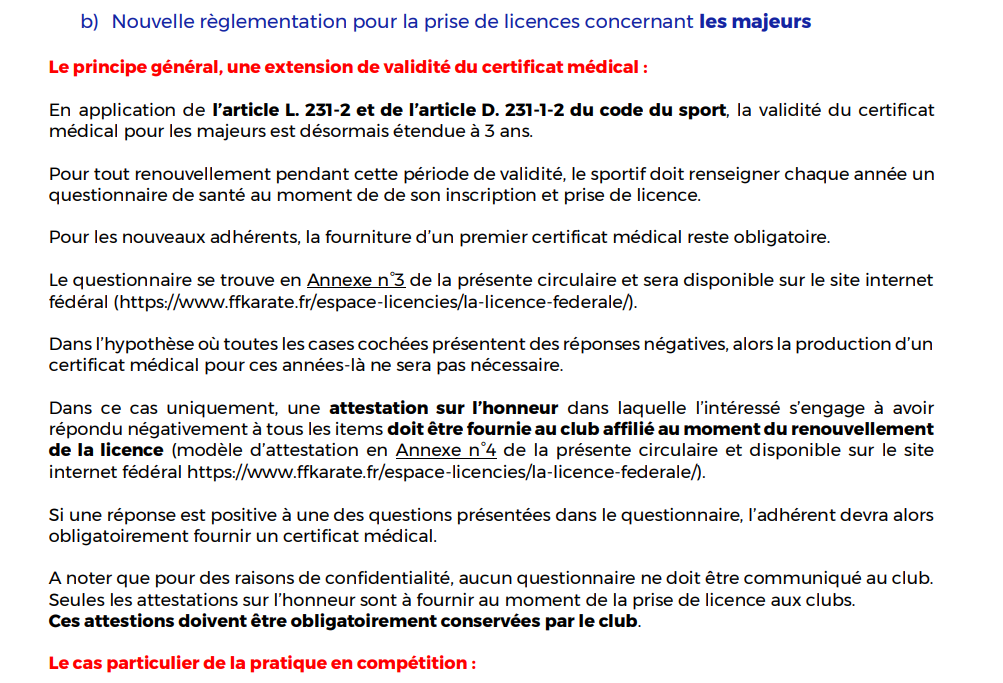 b) Nouvelle règlementation pour la prise de licences concernant les majeurs
Le principe général, une extension de validité du certificat médical :
En application de l'article L. 231-2 et de l'article D. 231-1-2 du code du sport, la validité du certificat
médical pour les majeurs est désormais étendue à 3 ans.
Pour tout renouvellement pendant cette période de validité, le sportif doit renseigner chaque année un
questionnaire de santé au moment de de son inscription et prise de licence.
Pour les nouveaux adhérents, la fourniture d'un premier certificat médical reste obligatoire.
Le questionnaire se trouve en Annexe n°3 de la présente circulaire et sera disponible sur le site internet
fédéral (https://www.ffkarate.fr/espace-licencies/la-licence-federale/).
Dans l'hypothèse où toutes les cases cochées présentent des réponses négatives, alors la production d'un
certificat médical pour ces années-là ne sera pas nécessaire.
Dans ce cas uniquement, une attestation sur l'honneur dans laquelle l'intéressé s'engage à avoir
répondu négativement à tous les items doit être fournie au club affilié au moment du renouvellement
de la licence (modèle d'attestation en Annexe n°4 de la présente circulaire et disponible sur le site
internet fédéral https://www.ffkarate.fr/espace-licencies/la-licence-federale/).
Si une réponse est positive à une des questions présentées dans le questionnaire, l'adhérent devra alors
obligatoirement fournir un certificat médical.
A noter que pour des raisons de confidentialité, aucun questionnaire ne doit être communiqué au club.
Seules les attestations sur l'honneur sont à fournir au moment de la prise de licence aux clubs.
Ces attestions doivent être obligatoirement conservées par le club.
Le cas particulier de la pratique en compétition :